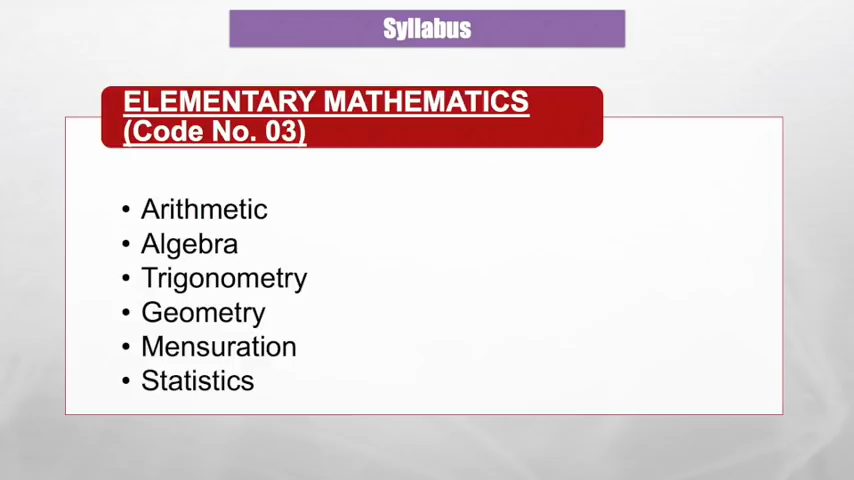 Syllabus
ELEMENTARY MATHEMATICS
(Code No. 03)
• Arithmetic
• Algebra
• Trigonometry
• Geometry
• Mensuration
• Statistics